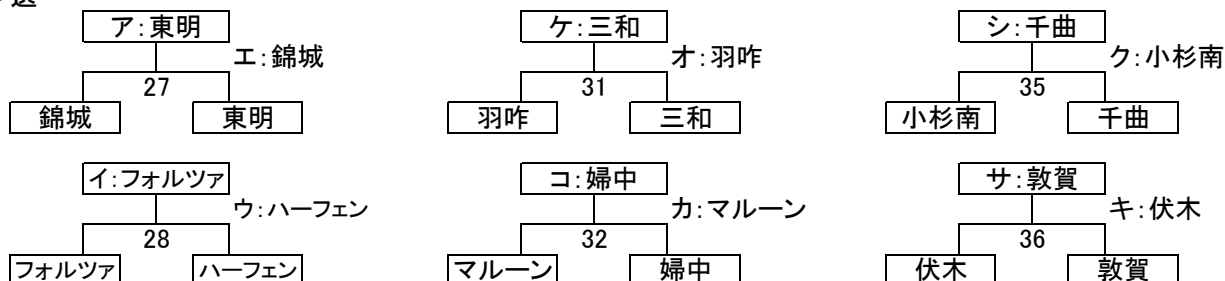 選
ア:東明 ケ:三和 シ:千曲
エ:錦城 オ:羽咋 ク:小杉南
27 31 35
錦城 東明 羽咋 三和 小杉南 千曲
イ:フォルツァ コ:婦中 サ:敦賀
ウ:ハーフェン カ:マルーン キ:伏木
28 32 36
フォルツァ ハーフェン マルーン 婦中 伏木 敦賀